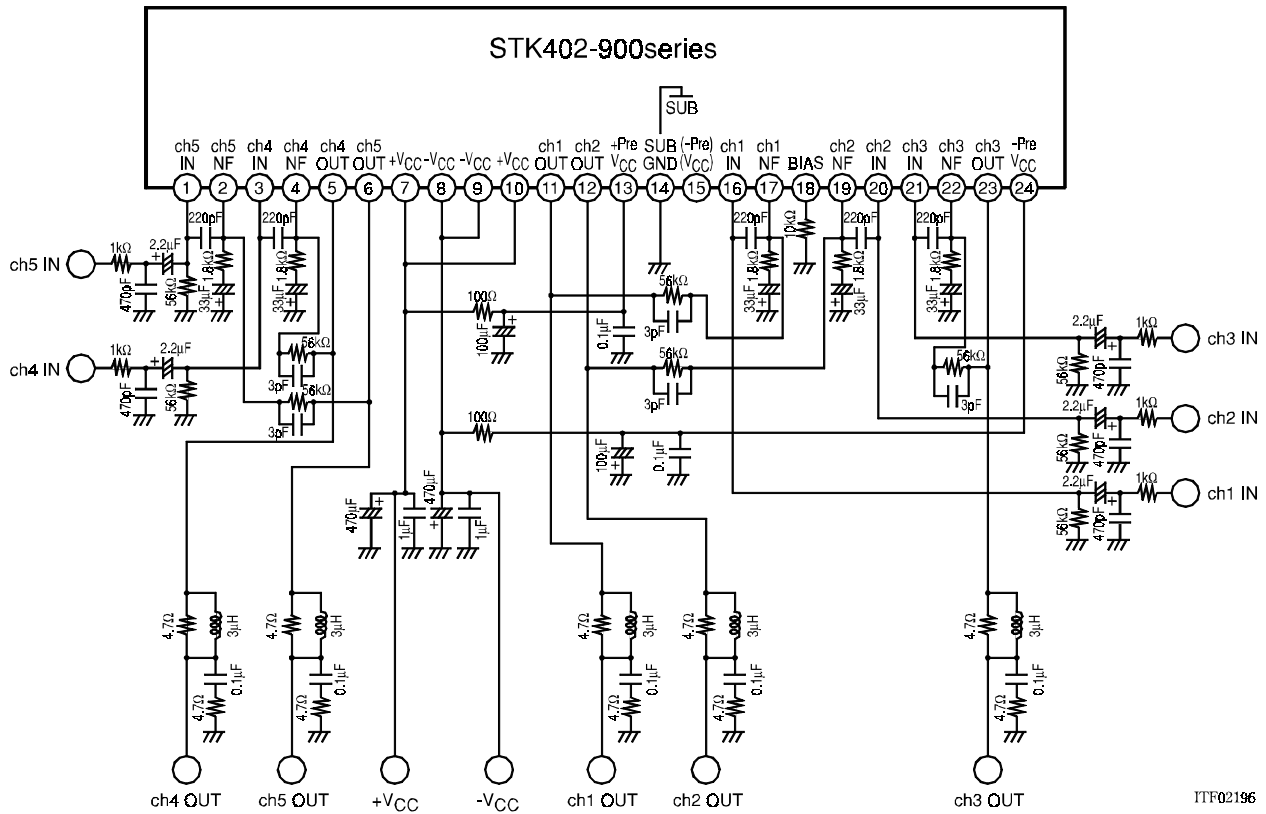 STK402-900series
SUB
ch5 IN
ch5 NF
ch4 IN
ch4 NF
ch4 OUT
ch5 OUT
+VCC
-VCC
-VCC
+VCC
ch1 OUT
ch2 OUT
+Pre VCC
SUB GND
(-Pre) (VCC)
ch1 IN
ch1 NF
BIAS
ch2 NF
ch2 IN
ch3 IN
ch3 NF
ch3 OUT
-Pre VCC
1 2 3 4 5 6 7 8 9 10 11 12 13 14 15 16 17 18 19 20 21 22 23 24
220pF
220pF
220pF
220pF
220pF
10kΩ
ch5 IN
1kΩ
2.2µF
470pF
56kΩ
1.8kΩ
33µF
1.8kΩ
33µF
1.8kΩ
33µF
1.8kΩ
33µF
1.8kΩ
33µF
100Ω
100µF
0.1µF
56kΩ
3pF
ch4 IN
1kΩ
2.2µF
470pF
56kΩ
56kΩ
3pF
56kΩ
3pF
56kΩ
3pF
56kΩ
3pF
2.2µF
1kΩ
ch3 IN
56kΩ
470pF
100Ω
100µF
0.1µF
2.2µF
1kΩ
ch2 IN
56kΩ
470pF
470µF
1µF
470µF
1µF
2.2µF
1kΩ
ch1 IN
56kΩ
470pF
4.7Ω
3µH
4.7Ω
3µH
4.7Ω
3µH
4.7Ω
3µH
4.7Ω
3µH
0.1µF
0.1µF
0.1µF
0.1µF
0.1µF
4.7Ω
4.7Ω
4.7Ω
4.7Ω
4.7Ω
ch4 OUT
ch5 OUT
+VCC
-VCC
ch1 OUT
ch2 OUT
ch3 OUT
ITF02196